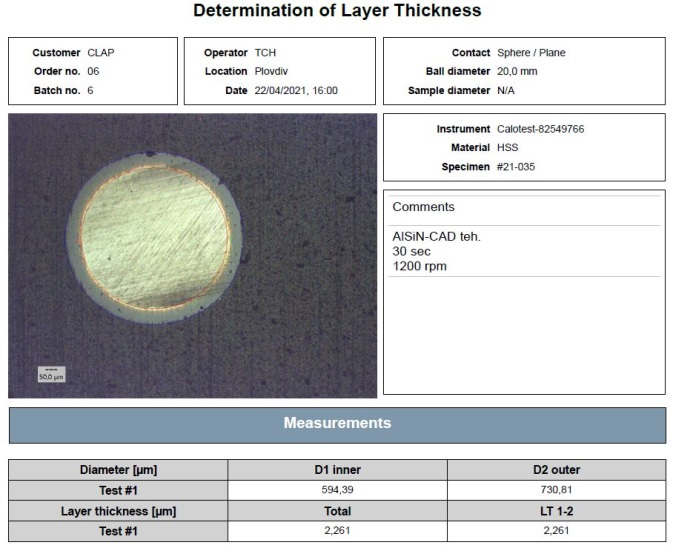 Determination of Layer Thickness
Customer CLAP
Order no. 06
Batch no. 6
Operator TCH
Location Plovdiv
Date 22/04/2021, 16:00
Contact Sphere / Plane
Ball diameter 20,0 mm
Sample diameter N/A
Instrument Calotest-82549766
Material HSS
Specimen #21-035
Comments
AlSiN-CAD teh.
30 sec
1200 rpm
50,0 µm
Measurements
Diameter [µm] D1 inner D2 outer
Test #1 594,39 730,81
Layer thickness [µm] Total LT 1-2
Test #1 2,261 2,261